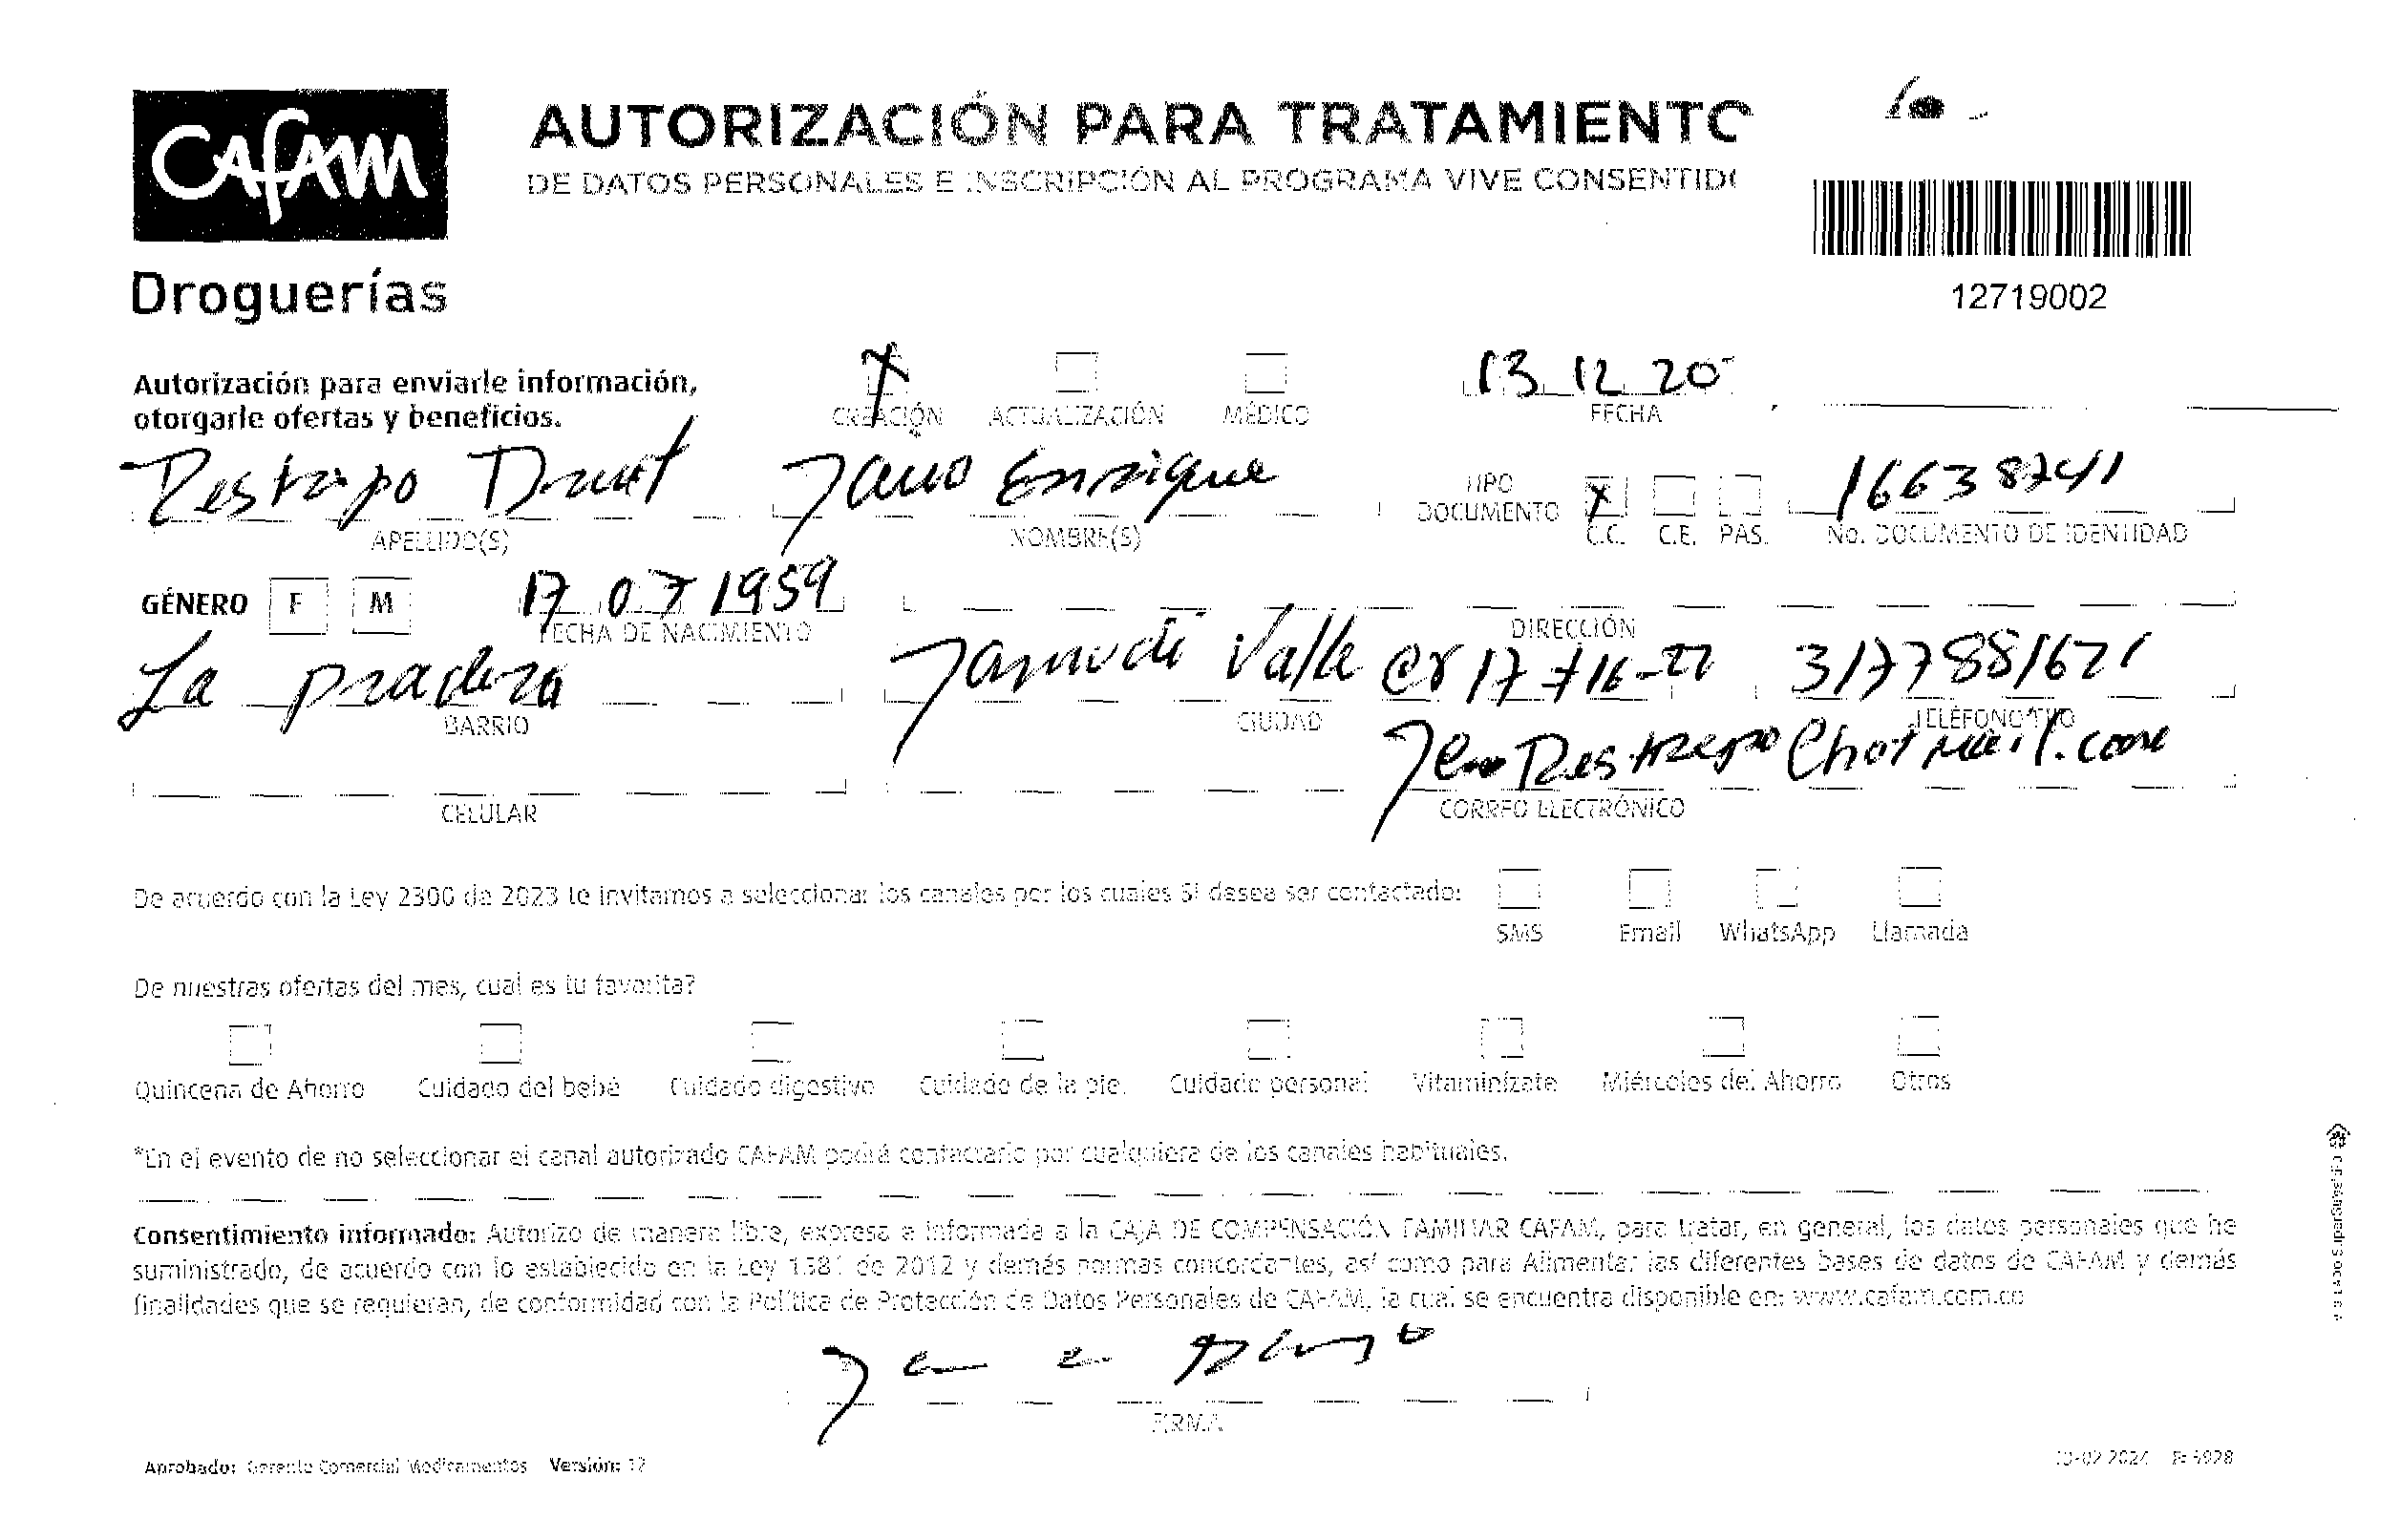 CAFAM
Droguerías
AUTORIZACIÓN PARA TRATAMIENTO
DE DATOS PERSONALES E INSCRIPCIÓN AL PROGRAMA VIVE CONSENTIDO
12719002
Autorización para enviarle información,
otorgarle ofertas y beneficios.
X
CREACIÓN ACTUALIZACIÓN MÉDICO
13 12 20
FECHA
Enrique
APELLIDO(S) NOMBRE(S)
TIPO
DOCUMENTO
X
C.C. C.E. PAS.
16638741
No. DOCUMENTO DE IDENTIDAD
GÉNERO F M
17 07 1959
FECHA DE NACIMIENTO
DIRECCIÓN
La pradera
BARRIO
Valle
CIUDAD
3177881671
TELÉFONO FIJO
CELULAR
CORREO ELECTRÓNICO
De acuerdo con la Ley 2300 de 2023 te invitamos a seleccionar los canales por los cuales SI desea ser contactado:
SMS Email WhatsApp Llamada
De nuestras ofertas del mes, cual es tu favorita?
Quincena de Ahorro Cuidado del bebé Cuidado digestivo Cuidado de la piel Cuidado personal Vitaminízate Miércoles del Ahorro Otros
*En el evento de no seleccionar el canal autorizado CAFAM podrá contactarlo por cualquiera de los canales habituales.
Consentimiento informado: Autorizo de manera libre, expresa e informada a la CAJA DE COMPENSACIÓN FAMILIAR CAFAM, para tratar, en general, los datos personales que he
suministrado, de acuerdo con lo establecido en la Ley 1581 de 2012 y demás normas concordantes, así como para Alimentar las diferentes bases de datos de CAFAM y demás
finalidades que se requieran, de conformidad con la Política de Protección de Datos Personales de CAFAM, la cual se encuentra disponible en: www.cafam.com.co
FIRMA
Aprobado: Gerente Comercial Medicamentos Versión: 12